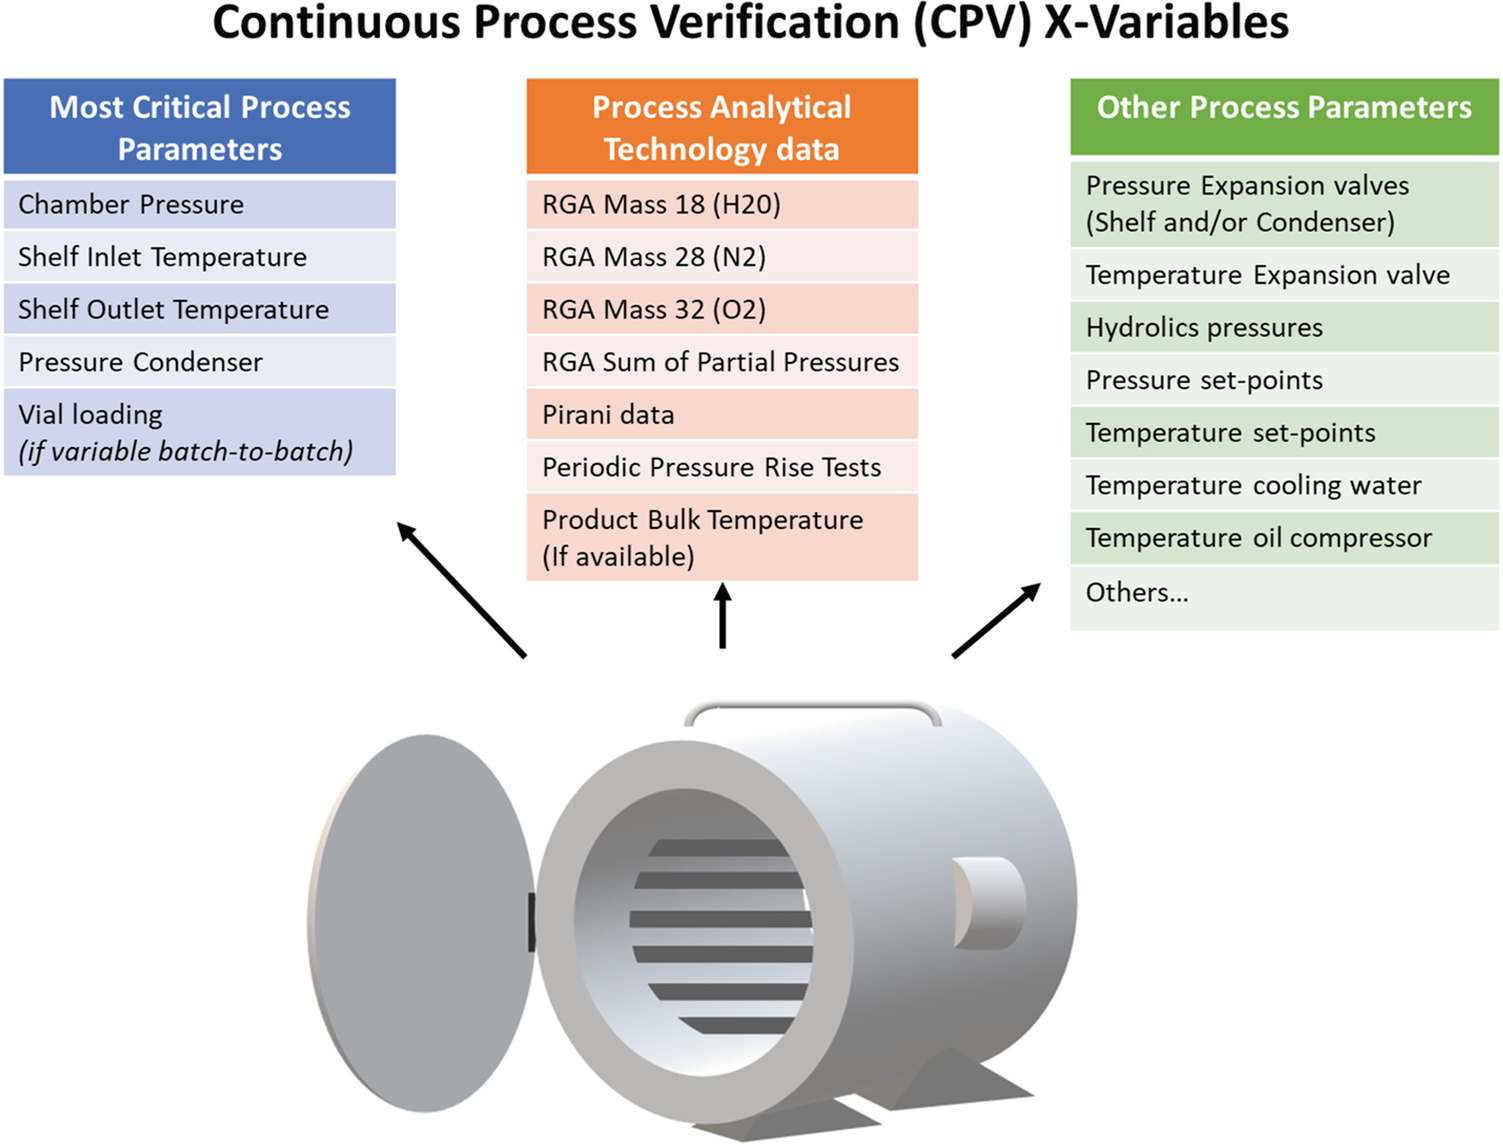 Continuous Process Verification (CPV) X-Variables
Most Critical Process
Parameters
Chamber Pressure
Shelf Inlet Temperature
Shelf Outlet Temperature
Pressure Condenser
Vial loading
(if variable batch-to-batch)
Process Analytical
Technology data
RGA Mass 18 (H20)
RGA Mass 28 (N2)
RGA Mass 32 (O2)
RGA Sum of Partial Pressures
Pirani data
Periodic Pressure Rise Tests
Product Bulk Temperature
(If available)
Other Process Parameters
Pressure Expansion valves
(Shelf and/or Condenser)
Temperature Expansion valve
Hydrolics pressures
Pressure set-points
Temperature set-points
Temperature cooling water
Temperature oil compressor
Others...